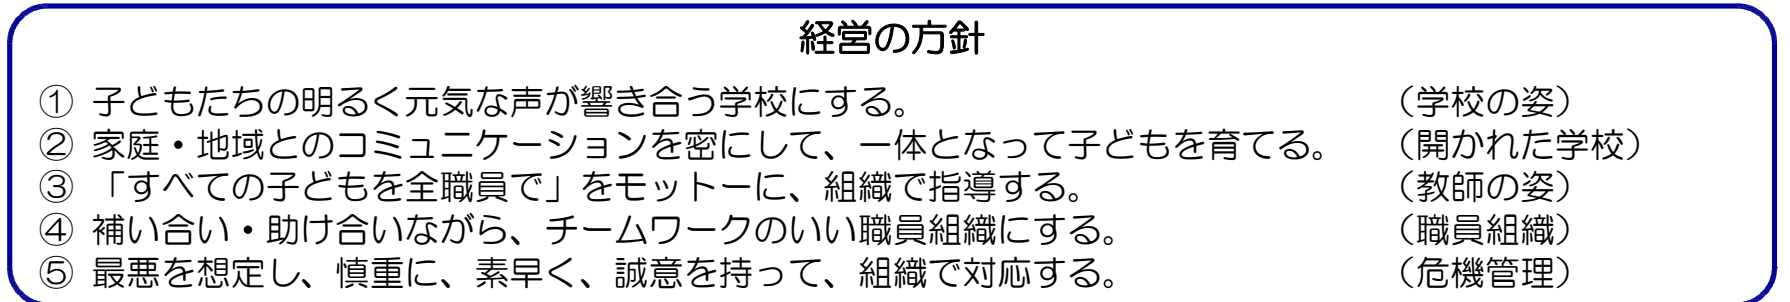 経営の方針
① 子どもたちの明るく元気な声が響き合う学校にする。 （学校の姿）
② 家庭・地域とのコミュニケーションを密にして、一体となって子どもを育てる。 （開かれた学校）
③ 「すべての子どもを全職員で」をモットーに、組織で指導する。 （教師の姿）
④ 補い合い・助け合いながら、チームワークのいい職員組織にする。 （職員組織）
⑤ 最悪を想定し、慎重に、素早く、誠意を持って、組織で対応する。 （危機管理）